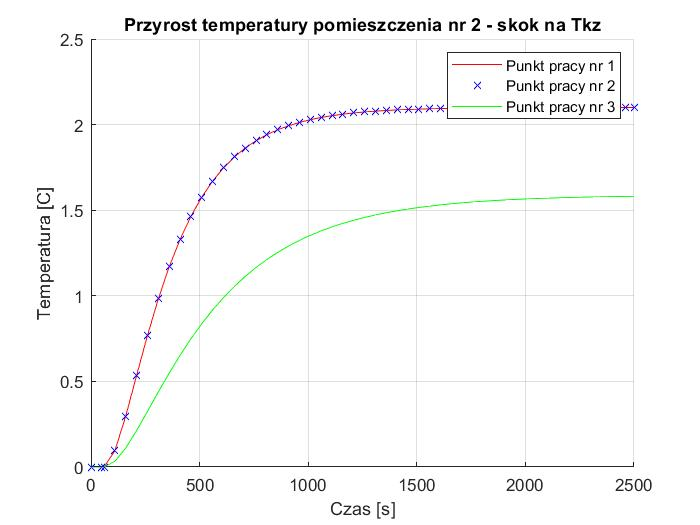 Przyrost temperatury pomieszczenia nr 2 - skok na Tkz
2.5
Punkt pracy nr 1
Punkt pracy nr 2
Punkt pracy nr 3
2
1.5
Temperatura [C]
1
0.5
0
0 500 1000 1500 2000 2500
Czas [s]